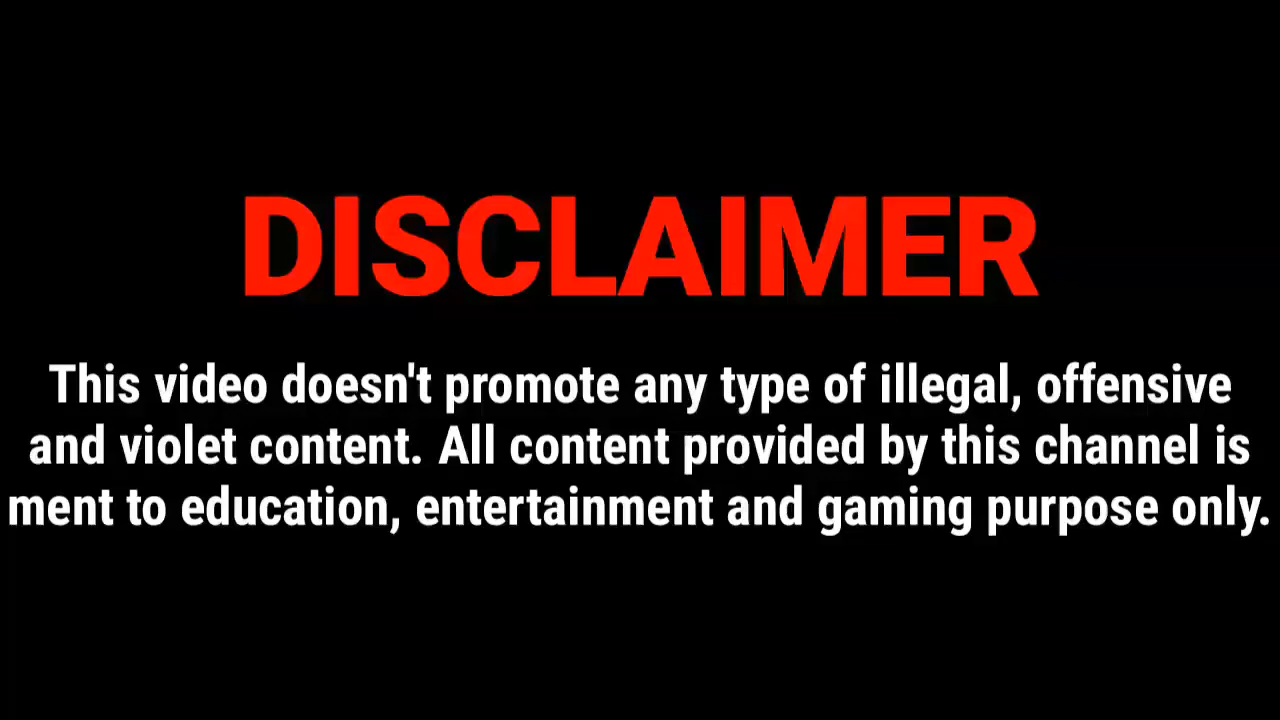 DISCLAIMER
This video doesn't promote any type of illegal, offensive
and violet content. All content provided by this channel is
ment to education, entertainment and gaming purpose only.